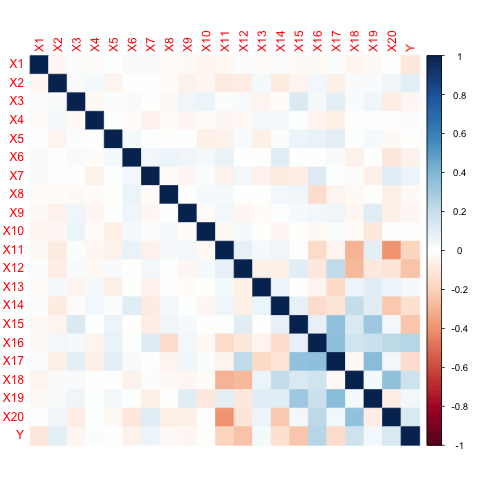 X1 X2 X3 X4 X5 X6 X7 X8 X9 X10 X11 X12 X13 X14 X15 X16 X17 X18 X19 X20 Y
X1
X2
X3
X4
X5
X6
X7
X8
X9
X10
X11
X12
X13
X14
X15
X16
X17
X18
X19
X20
Y
1
0.8
0.6
0.4
0.2
0
-0.2
-0.4
-0.6
-0.8
-1